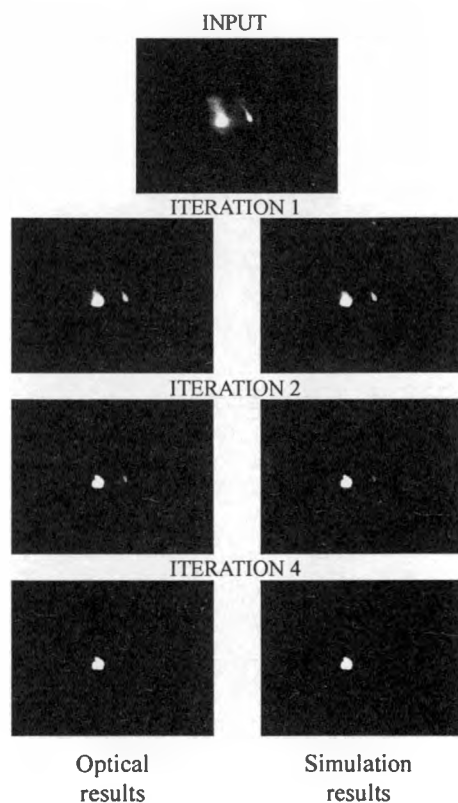 INPUT
ITERATION 1
ITERATION 2
ITERATION 4
Optical
results
Simulation
results